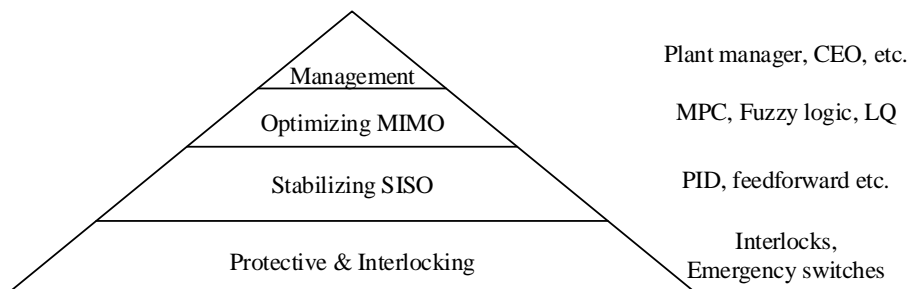 Plant manager, CEO, etc.
Management
MPC, Fuzzy logic, LQ
Optimizing MIMO
Stabilizing SISO
PID, feedforward etc.
Interlocks,
Emergency switches
Protective & Interlocking